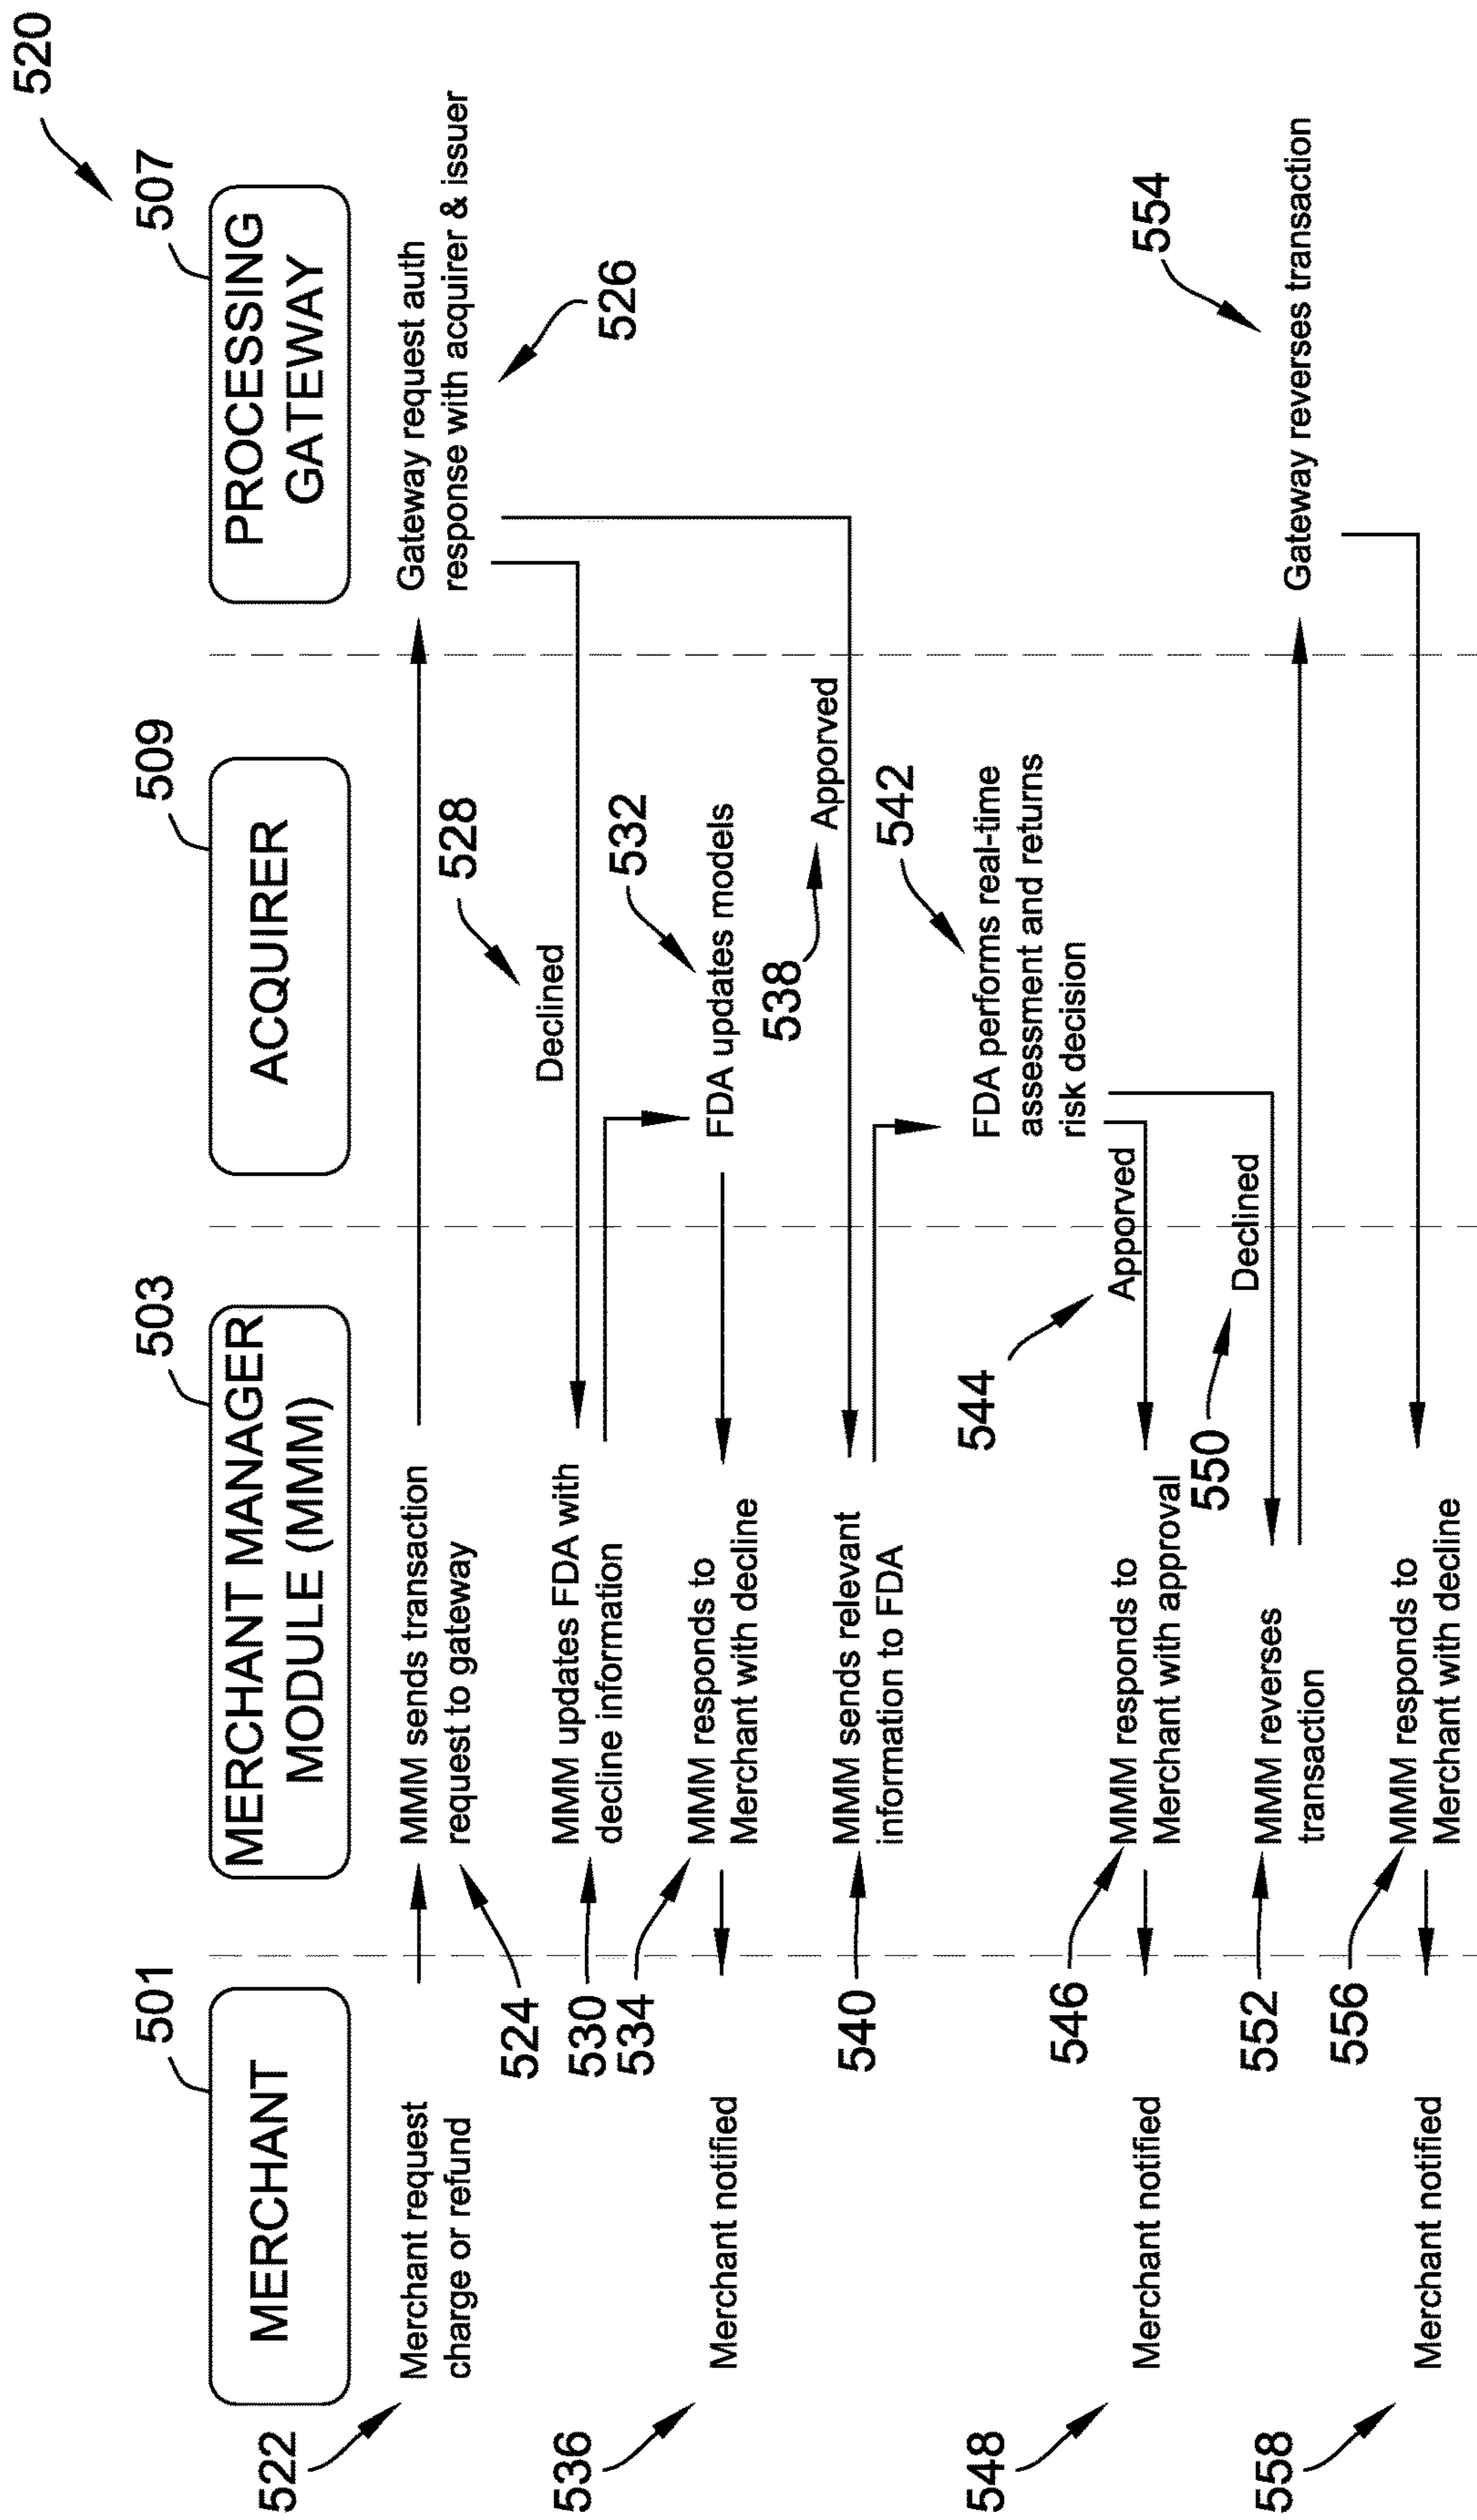 520
501
503
509
507
MERCHANT
MERCHANT MANAGER
MODULE (MMM)
ACQUIRER
PROCESSING
GATEWAY
522
Merchant request
charge or refund
524
MMM sends transaction
request to gateway
Gateway request auth
response with acquirer & issuer
526
528
Declined
530
MMM updates FDA with
decline information
532
FDA updates models
534
MMM responds to
Merchant with decline
536
Merchant notified
538
Apporved
540
MMM sends relevant
information to FDA
542
FDA performs real-time
assessment and returns
risk decision
544
Apporved
546
MMM responds to
Merchant with approval
548
Merchant notified
550
Declined
552
MMM reverses
transaction
554
Gateway reverses transaction
556
MMM responds to
Merchant with decline
558
Merchant notified